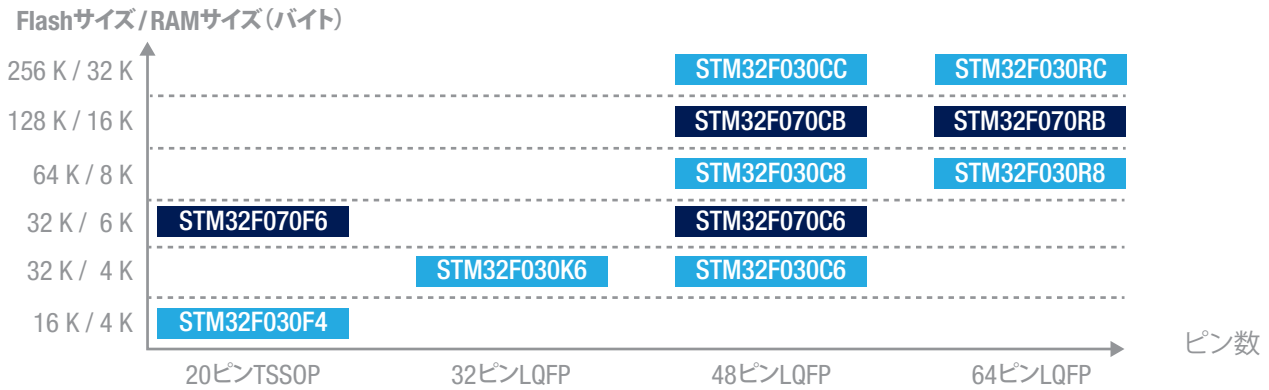 Flashサイズ/RAMサイズ（バイト）
256 K / 32 K STM32F030CC STM32F030RC
128 K / 16 K STM32F070CB STM32F070RB
64 K / 8 K STM32F030C8 STM32F030R8
32 K / 6 K STM32F070F6 STM32F070C6
32 K / 4 K STM32F030K6 STM32F030C6
16 K / 4 K STM32F030F4
ピン数
20ピンTSSOP 32ピンLQFP 48ピンLQFP 64ピンLQFP